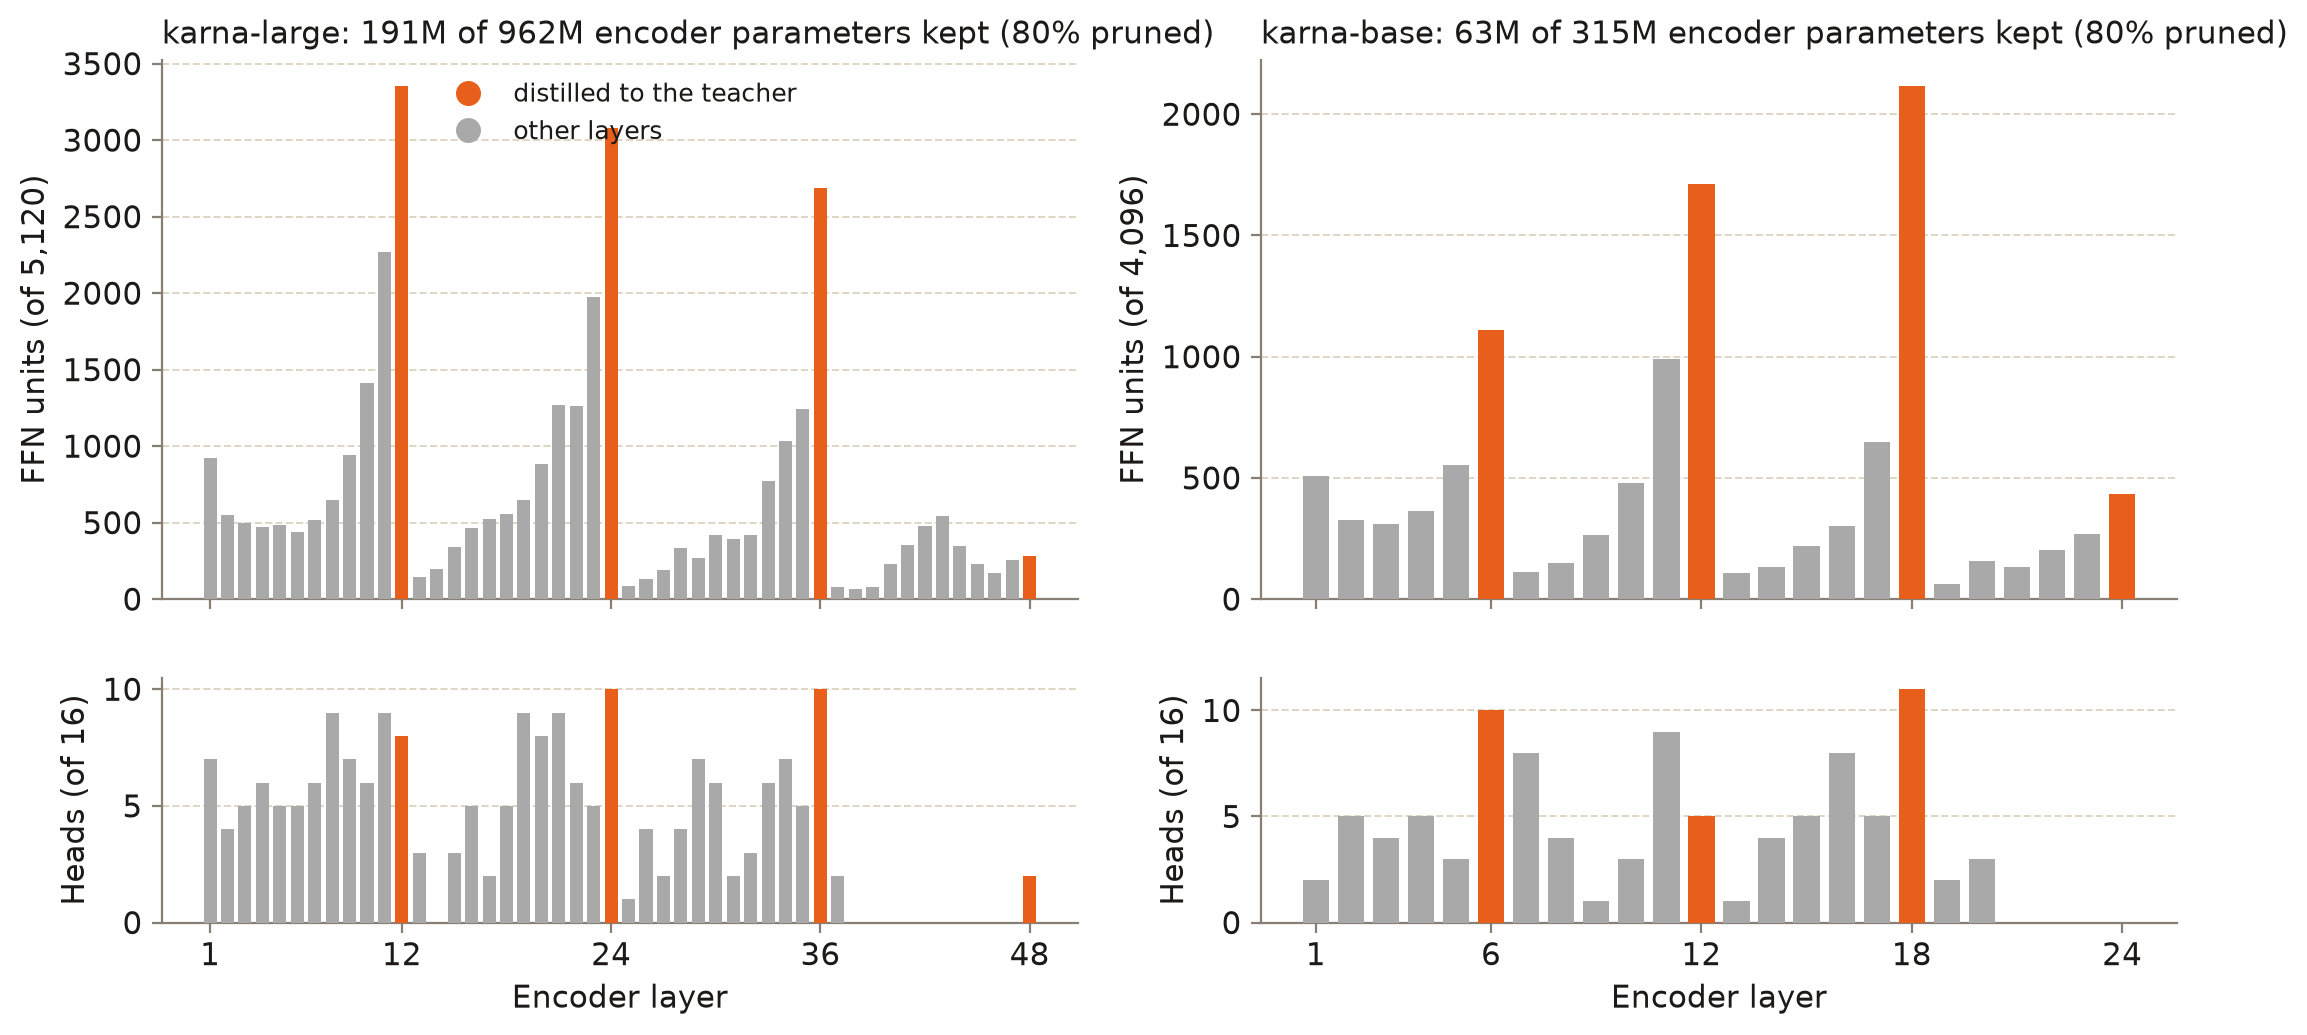 karna-large: 191M of 962M encoder parameters kept (80% pruned)
FFN units (of 5,120)
3500
3000
2500
2000
1500
1000
500
0
distilled to the teacher
other layers
Heads (of 16)
10
5
0
1 12 24 36 48
Encoder layer
karna-base: 63M of 315M encoder parameters kept (80% pruned)
FFN units (of 4,096)
2000
1500
1000
500
0
Heads (of 16)
10
5
0
1 6 12 18 24
Encoder layer